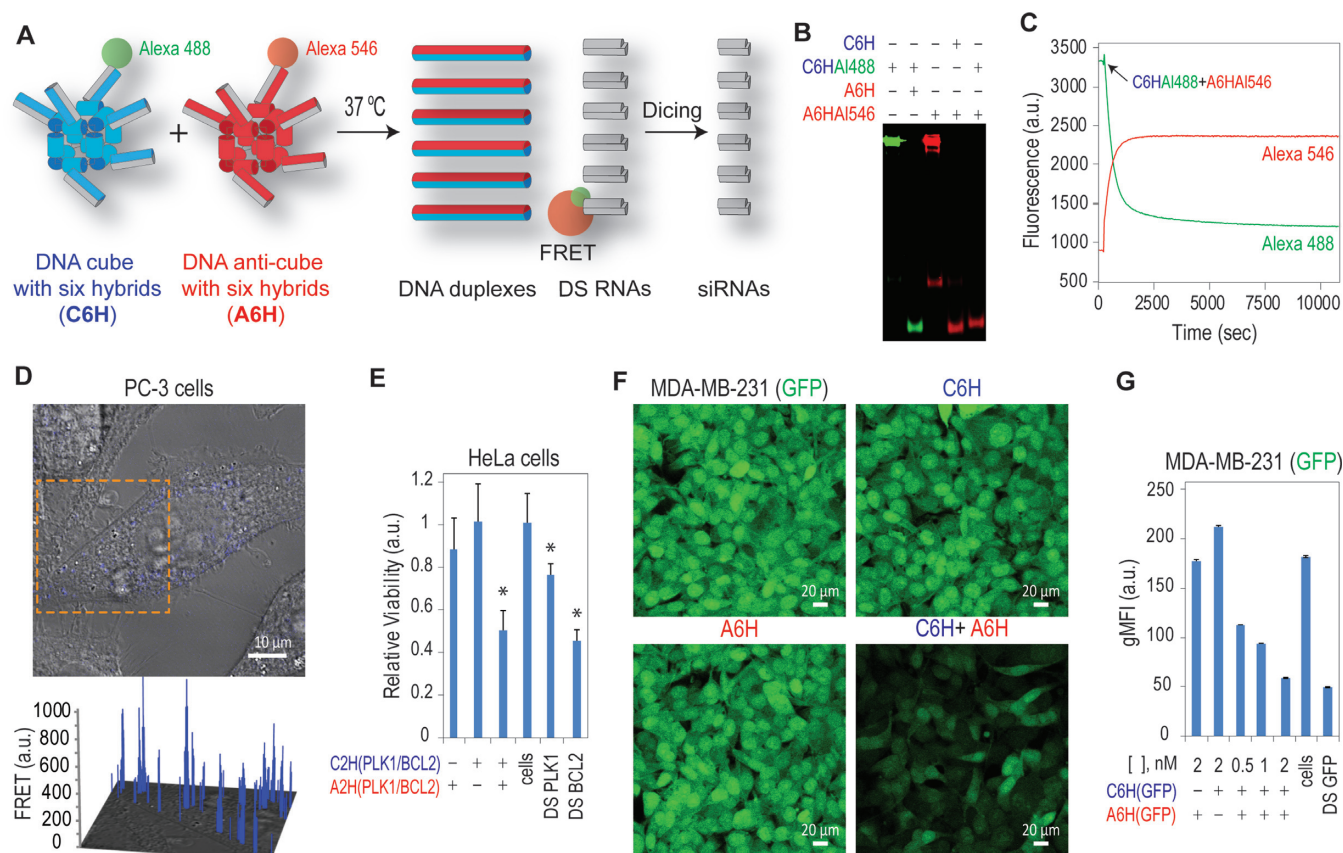 A
Alexa 488
Alexa 546
+
37 ⁰C
Dicing
FRET
DNA cube
with six hybrids
(C6H)
DNA anti-cube
with six hybrids
(A6H)
DNA duplexes
DS RNAs
siRNAs
B
C6H – – – + –
C6HAl488 + + – – +
A6H – + – – –
A6HAl546 – – + + +
C
3500
3000
2500
2000
1500
1000
500
Fluorescence (a.u.)
C6HAl488+A6HAl546
Alexa 546
Alexa 488
0 2500 5000 7500 10000
Time (sec)
D
PC-3 cells
10 µm
1000
800
600
400
200
0
FRET (a.u.)
E
HeLa cells
1.2
1
0.8
0.6
0.4
0.2
0
Relative Viability (a.u.)
* * *
C2H(PLK1/BCL2) – + +
A2H(PLK1/BCL2) + – +
cells
DS PLK1
DS BCL2
F
MDA-MB-231 (GFP)
20 µm
C6H
20 µm
A6H
20 µm
C6H+ A6H
20 µm
G
MDA-MB-231 (GFP)
250
200
150
100
50
0
gMFI (a.u.)
[ ], nM 2 2 0.5 1 2
C6H(GFP) – + + + +
A6H(GFP) + – + + +
cells
DS GFP